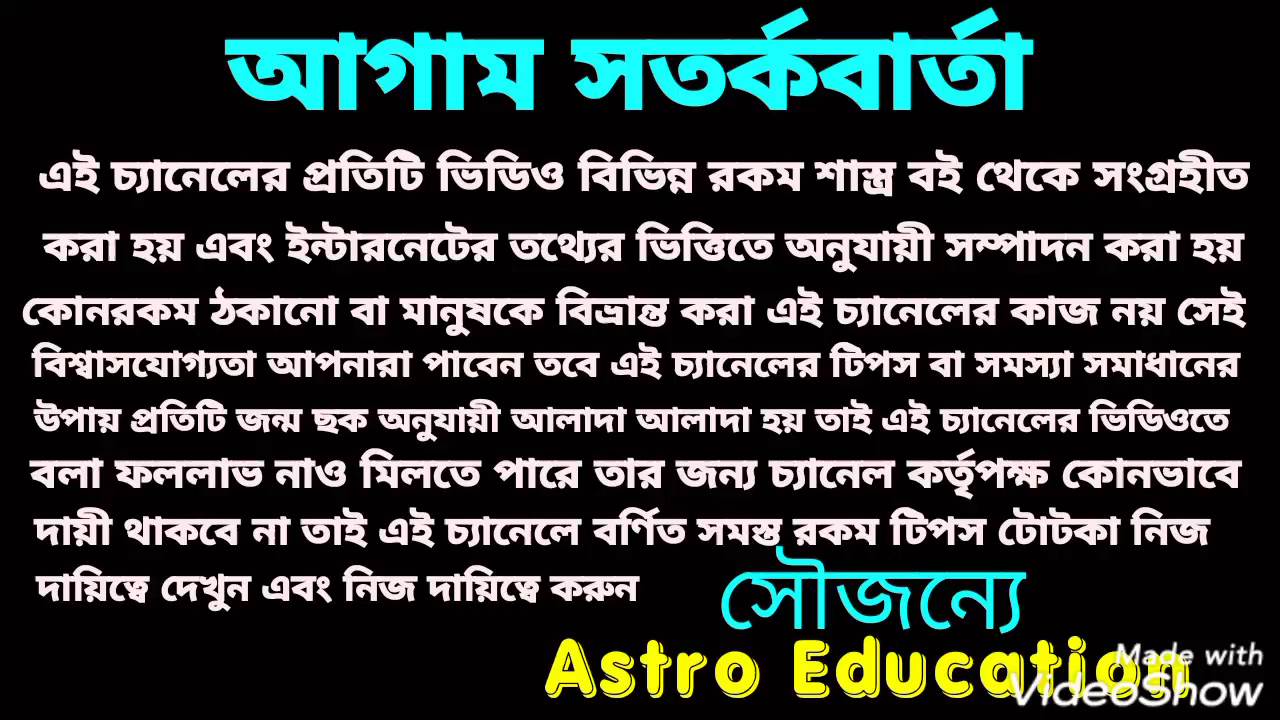 আগাম সতর্কবার্তা
এই চ্যানেলের প্রতিটি ভিডিও বিভিন্ন রকম শাস্ত্র বই থেকে সংগ্রহীত
করা হয় এবং ইন্টারনেটের তথ্যের ভিত্তিতে অনুযায়ী সম্পাদন করা হয়
কোনরকম ঠকানো বা মানুষকে বিভ্রান্ত করা এই চ্যানেলের কাজ নয় সেই
বিশ্বাসযোগ্যতা আপনারা পাবেন তবে এই চ্যানেলের টিপস বা সমস্যা সমাধানের
উপায় প্রতিটি জন্ম ছক অনুযায়ী আলাদা আলাদা হয় তাই এই চ্যানেলের ভিডিওতে
বলা ফললাভ নাও মিলতে পারে তার জন্য চ্যানেল কর্তৃপক্ষ কোনভাবে
দায়ী থাকবে না তাই এই চ্যানেলে বর্ণিত সমস্ত রকম টিপস টোটকা নিজ
দায়িত্বে দেখুন এবং নিজ দায়িত্বে করুন
সৌজন্যে
Astro Education
Made with
VideoShow